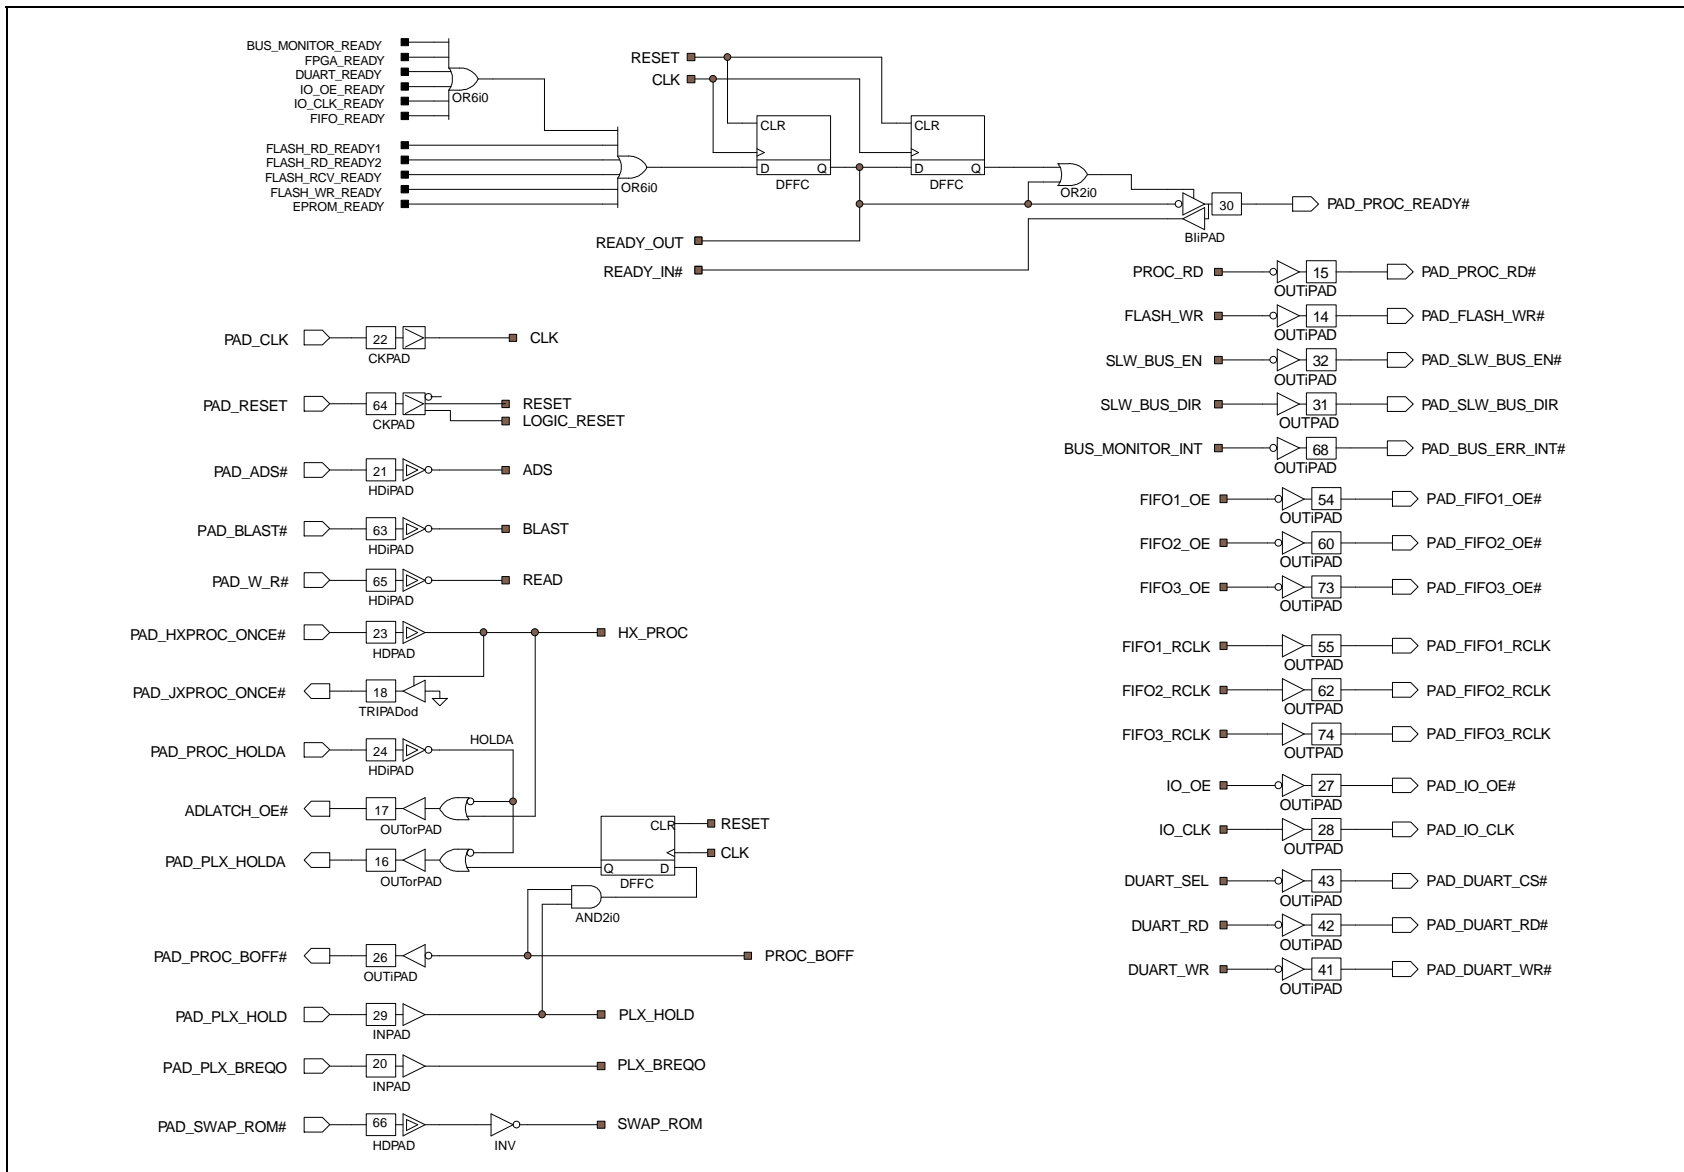 BUS_MONITOR_READY
FPGA_READY
DUART_READY
IO_OE_READY
IO_CLK_READY
FIFO_READY
OR6i0
FLASH_RD_READY1
FLASH_RD_READY2
FLASH_RCV_READY
FLASH_WR_READY
EPROM_READY
OR6i0
RESET
CLK
CLR
D Q
DFFC
CLR
D Q
DFFC
OR2i0
30
BIiPAD
PAD_PROC_READY#
READY_OUT
READY_IN#
PROC_RD 15 PAD_PROC_RD#
OUTiPAD
FLASH_WR 14 PAD_FLASH_WR#
OUTiPAD
SLW_BUS_EN 32 PAD_SLW_BUS_EN#
OUTiPAD
SLW_BUS_DIR 31 PAD_SLW_BUS_DIR
OUTPAD
BUS_MONITOR_INT 68 PAD_BUS_ERR_INT#
OUTiPAD
FIFO1_OE 54 PAD_FIFO1_OE#
OUTiPAD
FIFO2_OE 60 PAD_FIFO2_OE#
OUTiPAD
FIFO3_OE 73 PAD_FIFO3_OE#
OUTiPAD
FIFO1_RCLK 55 PAD_FIFO1_RCLK
OUTPAD
FIFO2_RCLK 62 PAD_FIFO2_RCLK
OUTPAD
FIFO3_RCLK 74 PAD_FIFO3_RCLK
OUTPAD
IO_OE 27 PAD_IO_OE#
OUTiPAD
IO_CLK 28 PAD_IO_CLK
OUTPAD
DUART_SEL 43 PAD_DUART_CS#
OUTiPAD
DUART_RD 42 PAD_DUART_RD#
OUTiPAD
DUART_WR 41 PAD_DUART_WR#
OUTiPAD
PAD_CLK 22 CLK
CKPAD
PAD_RESET 64 RESET
LOGIC_RESET
CKPAD
PAD_ADS# 21 ADS
HDiPAD
PAD_BLAST# 63 BLAST
HDiPAD
PAD_W_R# 65 READ
HDiPAD
PAD_HXPROC_ONCE# 23 HX_PROC
HDPAD
PAD_JXPROC_ONCE# 18
TRIPADod
PAD_PROC_HOLDA 24 HOLDA
HDiPAD
ADLATCH_OE# 17
OUTorPAD
PAD_PLX_HOLDA 16
OUTorPAD
CLR RESET
CLK
Q D
DFFC
AND2i0
PAD_PROC_BOFF# 26 PROC_BOFF
OUTiPAD
PAD_PLX_HOLD 29 PLX_HOLD
INPAD
PAD_PLX_BREQO 20 PLX_BREQO
INPAD
PAD_SWAP_ROM# 66 SWAP_ROM
HDPAD INV